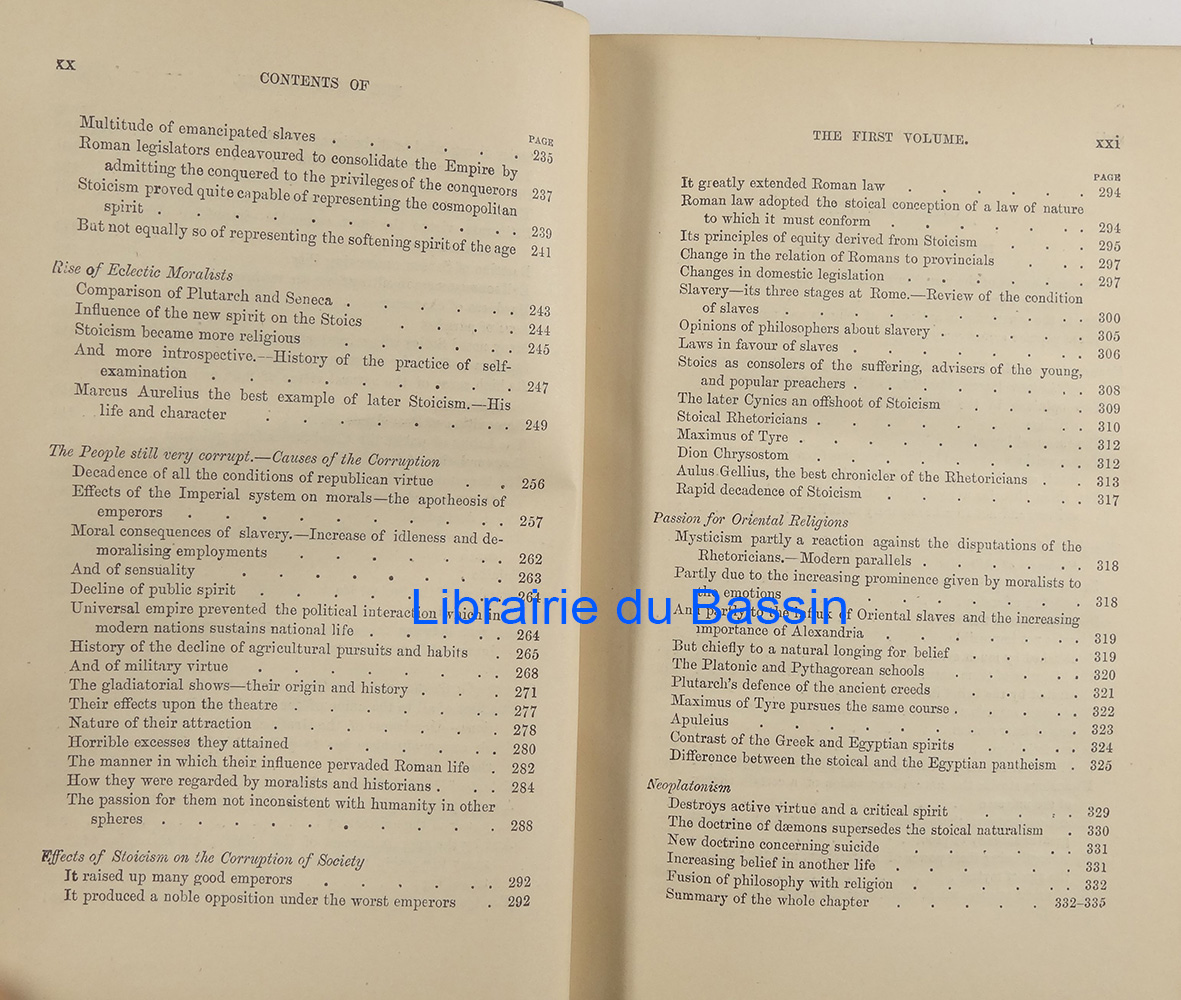 xx
CONTENTS OF
PAGE
Multitude of emancipated slaves . . . . . . 235
Roman legislators endeavoured to consolidate the Empire by
admitting the conquered to the privileges of the conquerors 237
Stoicism proved quite capable of representing the cosmopolitan
spirit . . . . . . . . . . 239
But not equally so of representing the softening spirit of the age 241
Rise of Eclectic Moralists
Comparison of Plutarch and Seneca . . . . . . 243
Influence of the new spirit on the Stoics . . . . 244
Stoicism became more religious . . . . . . 245
And more introspective.—History of the practice of self-
examination . . . . . . . . . 247
Marcus Aurelius the best example of later Stoicism.—His
life and character . . . . . . . 249
The People still very corrupt.—Causes of the Corruption
Decadence of all the conditions of republican virtue . . 256
Effects of the Imperial system on morals—the apotheosis of
emperors . . . . . . . . . 257
Moral consequences of slavery.—Increase of idleness and de-
moralising employments . . . . . . 262
And of sensuality . . . . . . . . 263
Decline of public spirit . . . . . . . 264
Universal empire prevented the political interaction which in
modern nations sustains national life . . . . . 264
History of the decline of agricultural pursuits and habits . 265
And of military virtue . . . . . . . 268
The gladiatorial shows—their origin and history . . . 271
Their effects upon the theatre . . . . . . 277
Nature of their attraction . . . . . . 278
Horrible excesses they attained . . . . . . 280
The manner in which their influence pervaded Roman life . 282
How they were regarded by moralists and historians . . . 284
The passion for them not inconsistent with humanity in other
spheres . . . . . . . . . 288
Effects of Stoicism on the Corruption of Society
It raised up many good emperors . . . . . . 292
It produced a noble opposition under the worst emperors . 292
THE FIRST VOLUME.
xxi
PAGE
It greatly extended Roman law . . . . . . 294
Roman law adopted the stoical conception of a law of nature
to which it must conform . . . . . . . 294
Its principles of equity derived from Stoicism . . . 295
Change in the relation of Romans to provincials . . . 297
Changes in domestic legislation . . . . . . 297
Slavery—its three stages at Rome.—Review of the condition
of slaves . . . . . . . . . 300
Opinions of philosophers about slavery . . . . . 305
Laws in favour of slaves . . . . . . . 306
Stoics as consolers of the suffering, advisers of the young,
and popular preachers . . . . . . . 308
The later Cynics an offshoot of Stoicism . . . . 309
Stoical Rhetoricians . . . . . . . . 310
Maximus of Tyre . . . . . . . . 312
Dion Chrysostom . . . . . . . . 312
Aulus Gellius, the best chronicler of the Rhetoricians . . 313
Rapid decadence of Stoicism . . . . . . 317
Passion for Oriental Religions
Mysticism partly a reaction against the disputations of the
Rhetoricians.—Modern parallels . . . . . . 318
Partly due to the increasing prominence given by moralists to
the emotions . . . . . . . . 318
And partly to the influx of Oriental slaves and the increasing
importance of Alexandria . . . . . . 319
But chiefly to a natural longing for belief . . . . 319
The Platonic and Pythagorean schools . . . . . 320
Plutarch's defence of the ancient creeds . . . . 321
Maximus of Tyre pursues the same course . . . . . 322
Apuleius . . . . . . . . . 323
Contrast of the Greek and Egyptian spirits . . . . 324
Difference between the stoical and the Egyptian pantheism . 325
Neoplatonism
Destroys active virtue and a critical spirit . . . . 329
The doctrine of dæmons supersedes the stoical naturalism . 330
New doctrine concerning suicide . . . . . . 331
Increasing belief in another life . . . . . . 331
Fusion of philosophy with religion . . . . . 332
Summary of the whole chapter . . . . . 332-335
Librairie du Bassin